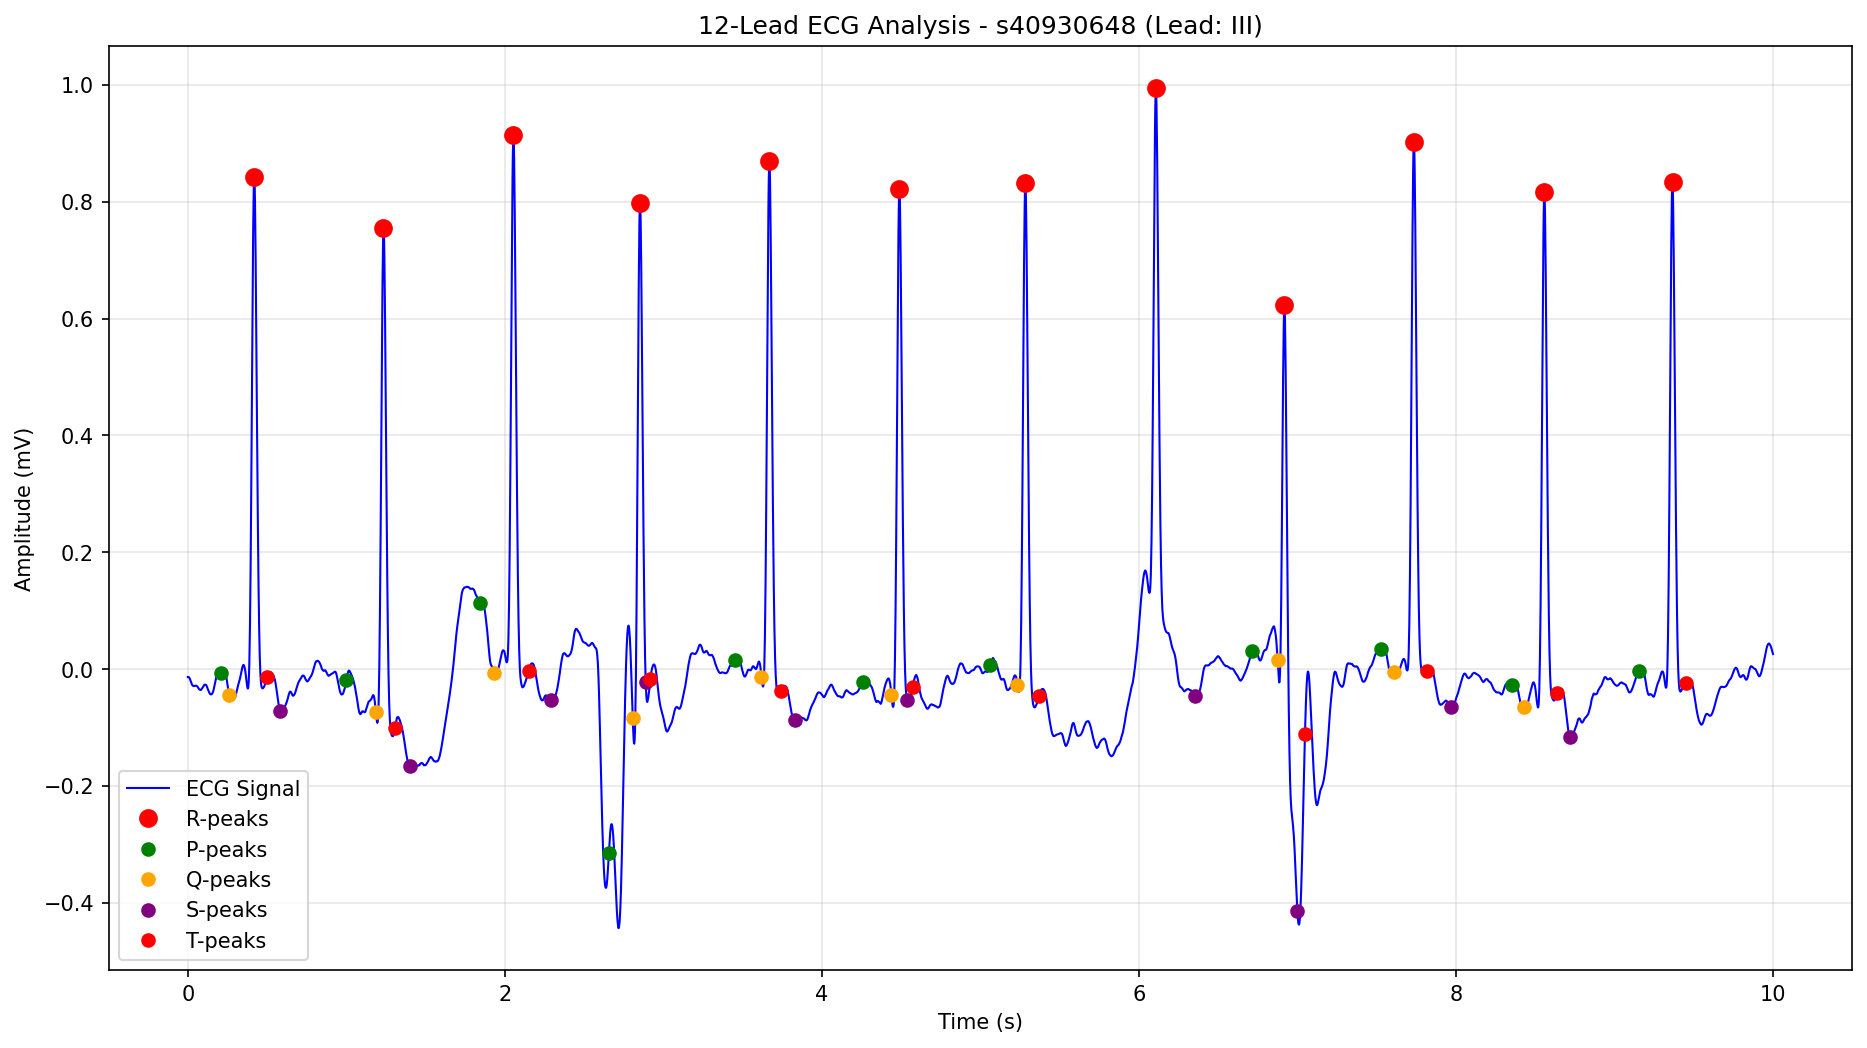 12-Lead ECG Analysis - s40930648 (Lead: III)
Amplitude (mV)
1.0
0.8
0.6
0.4
0.2
0.0
−0.2
−0.4
ECG Signal
R-peaks
P-peaks
Q-peaks
S-peaks
T-peaks
0 2 4 6 8 10
Time (s)